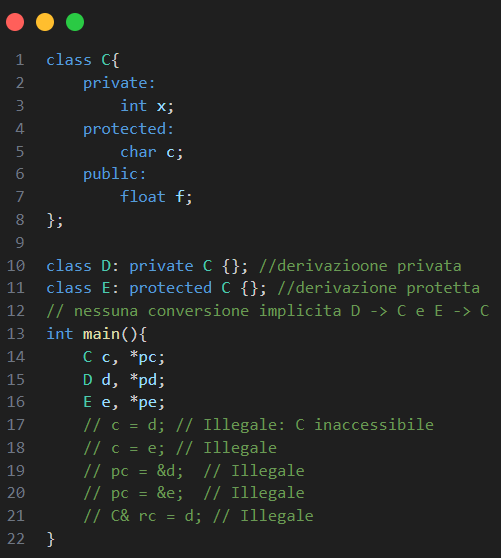 1 class C{
2     private:
3         int x;
4     protected:
5         char c;
6     public:
7         float f;
8 };
9
10 class D: private C {}; //derivazioone privata
11 class E: protected C {}; //derivazione protetta
12 // nessuna conversione implicita D -> C e E -> C
13 int main(){
14     C c, *pc;
15     D d, *pd;
16     E e, *pe;
17     // c = d; // Illegale: C inaccessibile
18     // c = e; // Illegale
19     // pc = &d;  // Illegale
20     // pc = &e;  // Illegale
21     // C& rc = d; // Illegale
22 }